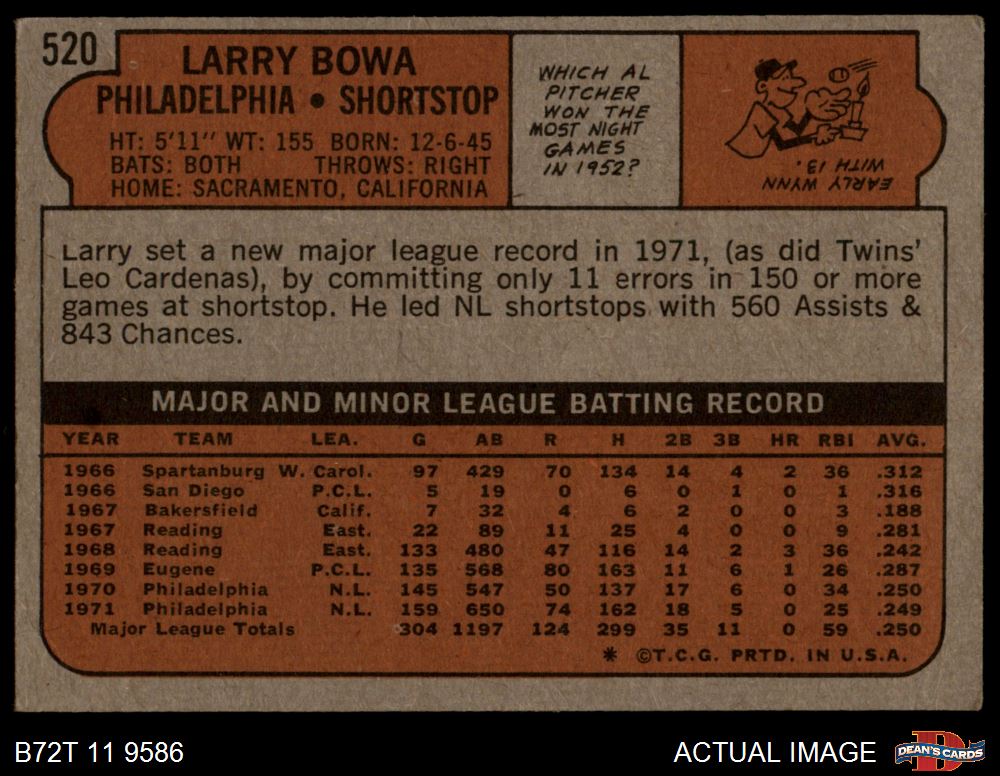 520
LARRY BOWA
PHILADELPHIA • SHORTSTOP
HT: 5'11" WT: 155 BORN: 12-6-45
BATS: BOTH THROWS: RIGHT
HOME: SACRAMENTO, CALIFORNIA
WHICH AL
PITCHER
WON THE
MOST NIGHT
GAMES
IN 1952?
EARLY WYNN
WITH 13.
Larry set a new major league record in 1971, (as did Twins'
Leo Cardenas), by committing only 11 errors in 150 or more
games at shortstop. He led NL shortstops with 560 Assists &
843 Chances.
MAJOR AND MINOR LEAGUE BATTING RECORD
YEAR TEAM LEA. G AB R H 2B 3B HR RBI AVG.
1966 Spartanburg W. Carol. 97 429 70 134 14 4 2 36 .312
1966 San Diego P.C.L. 5 19 0 6 0 1 0 1 .316
1967 Bakersfield Calif. 7 32 4 6 2 0 0 3 .188
1967 Reading East. 22 89 11 25 4 0 0 9 .281
1968 Reading East. 133 480 47 116 14 2 3 36 .242
1969 Eugene P.C.L. 135 568 80 163 11 6 1 26 .287
1970 Philadelphia N.L. 145 547 50 137 17 6 0 34 .250
1971 Philadelphia N.L. 159 650 74 162 18 5 0 25 .249
Major League Totals 304 1197 124 299 35 11 0 59 .250
* ©T.C.G. PRTD. IN U.S.A.
B72T 11 9586
ACTUAL IMAGE
DEAN'S CARDS